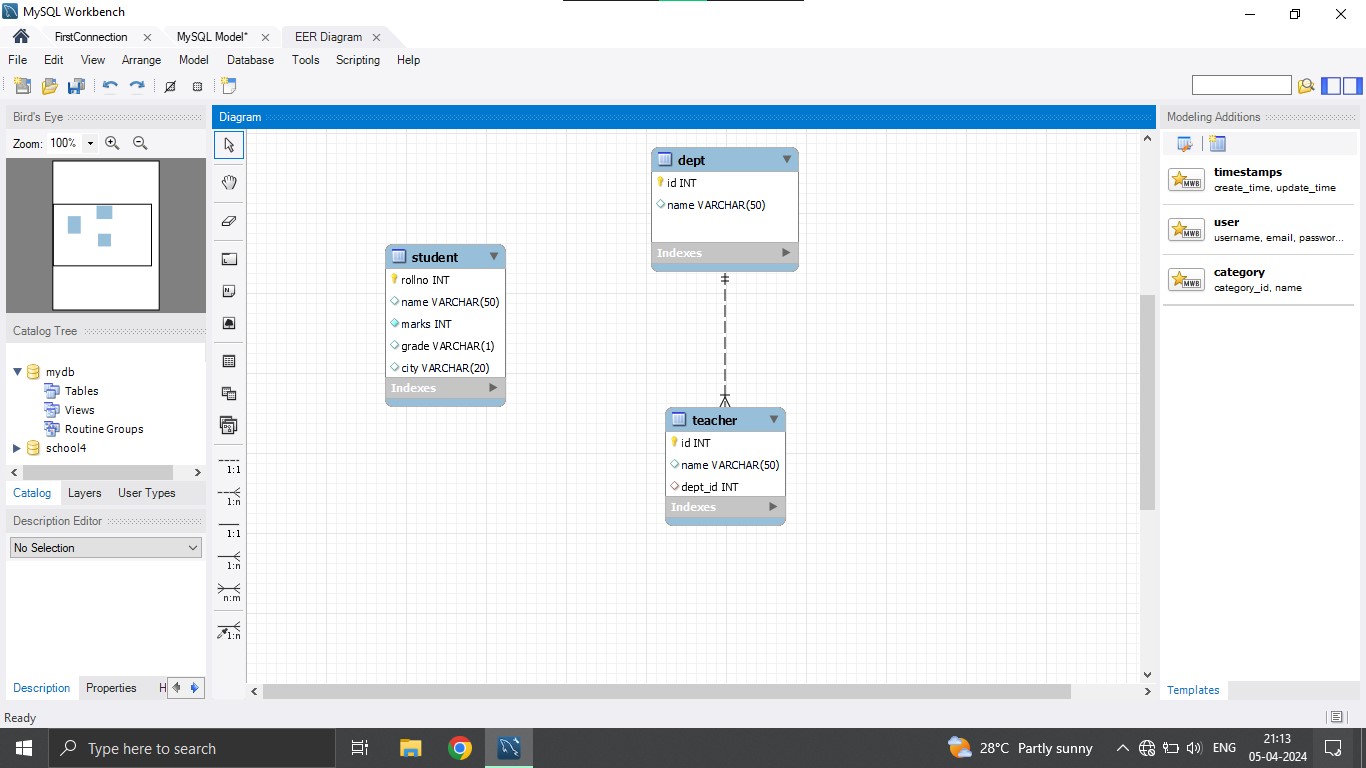 MySQL Workbench
FirstConnection
MySQL Model*
EER Diagram
File Edit View Arrange Model Database Tools Scripting Help
Bird's Eye
Zoom: 100%
Catalog Tree
mydb
Tables
Views
Routine Groups
school4
Catalog Layers User Types
Description Editor
No Selection
Description Properties H
Diagram
1:1
1:n
1:1
1:n
n:m
1:n
dept
id INT
name VARCHAR(50)
Indexes
student
rollno INT
name VARCHAR(50)
marks INT
grade VARCHAR(1)
city VARCHAR(20)
Indexes
teacher
id INT
name VARCHAR(50)
dept_id INT
Indexes
Modeling Additions
MWB
timestamps
create_time, update_time
MWB
user
username, email, passwor...
MWB
category
category_id, name
Templates
Ready
Type here to search
28°C Partly sunny
ENG
21:13
05-04-2024